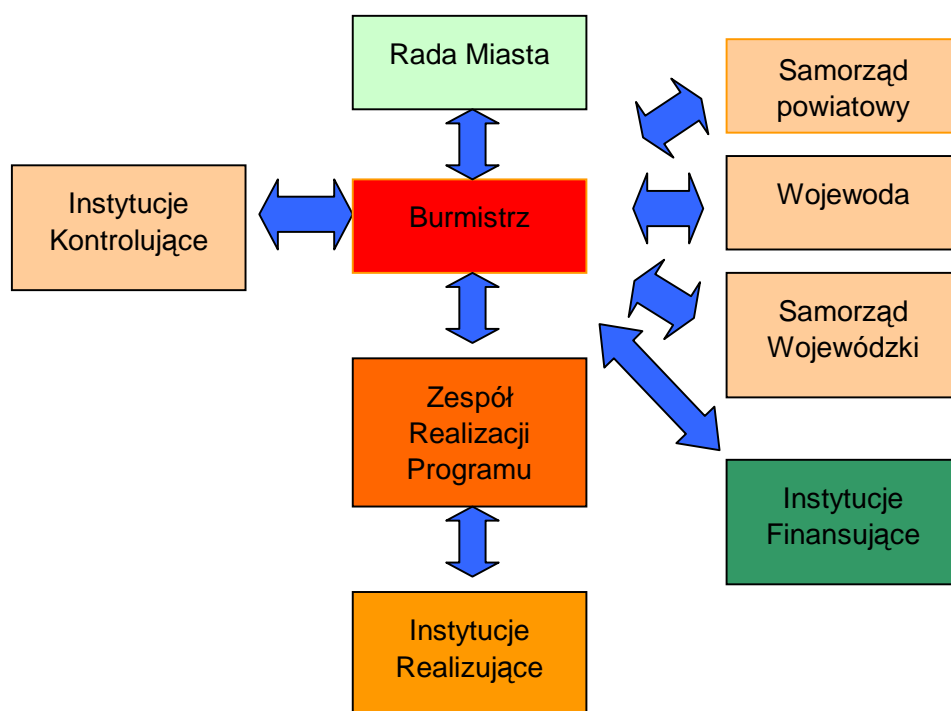 Rada Miasta
Samorząd
powiatowy
Instytucje
Kontrolujące
Burmistrz
Wojewoda
Samorząd
Wojewódzki
Zespół
Realizacji
Programu
Instytucje
Finansujące
Instytucje
Realizujące